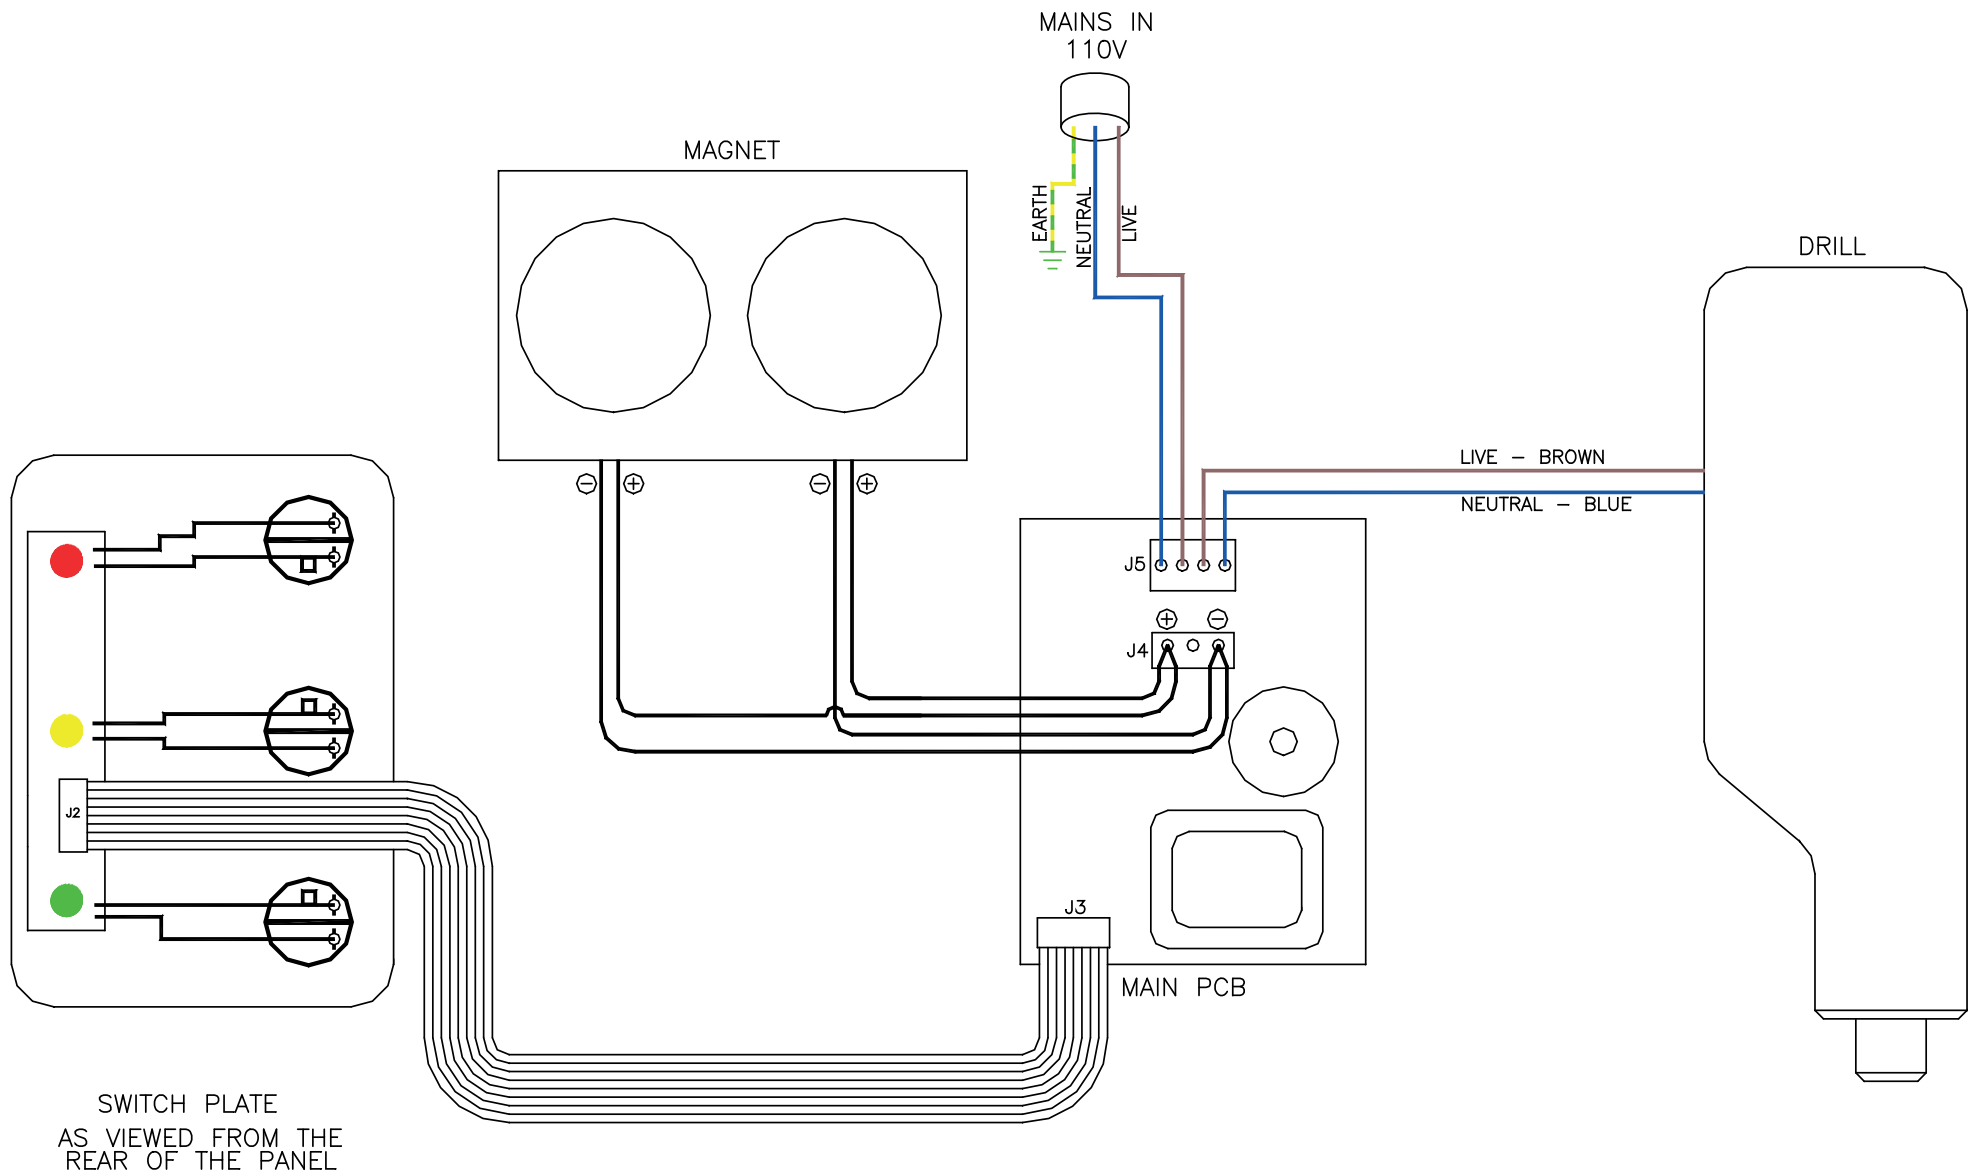 MAINS IN
110V
MAGNET
EARTH
NEUTRAL
LIVE
DRILL
LIVE - BROWN
NEUTRAL - BLUE
J5
J4
J2
J3
MAIN PCB
SWITCH PLATE
AS VIEWED FROM THE
REAR OF THE PANEL